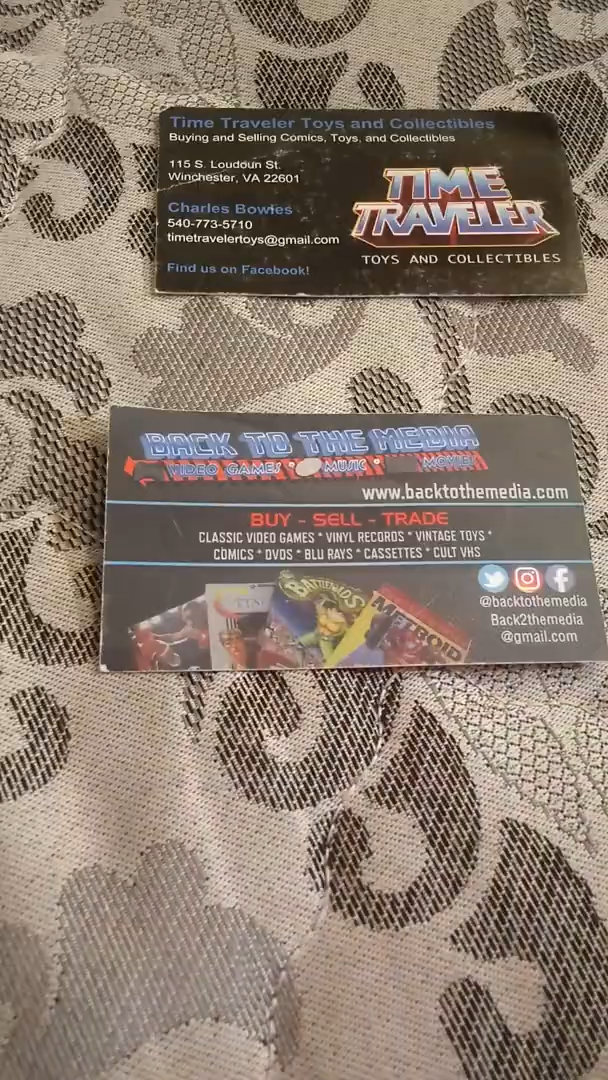 Time Traveler Toys and Collectibles
Buying and Selling Comics, Toys, and Collectibles
115 S. Loudoun St.
Winchester, VA 22601
Charles Bowies
540-773-5710
timetravelertoys@gmail.com
Find us on Facebook!
TIME
TRAVELER
TOYS AND COLLECTIBLES
BACK TO THE MEDIA
VIDEO GAMES * MUSIC * MOVIES
www.backtothemedia.com
BUY - SELL - TRADE
CLASSIC VIDEO GAMES * VINYL RECORDS * VINTAGE TOYS *
COMICS * DVDS * BLU RAYS * CASSETTES * CULT VHS
@backtothemedia
Back2themedia
@gmail.com
BATTLETOADS
METROID